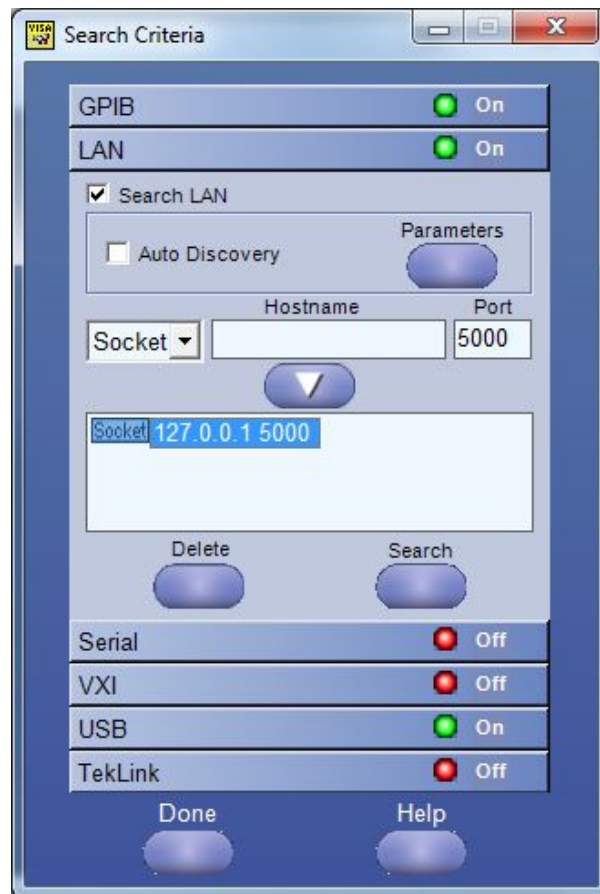 VISA
Search Criteria
GPIB On
LAN On
Search LAN
Auto Discovery
Parameters
Hostname Port
Socket 5000
Socket 127.0.0.1 5000
Delete Search
Serial Off
VXI Off
USB On
TekLink Off
Done Help